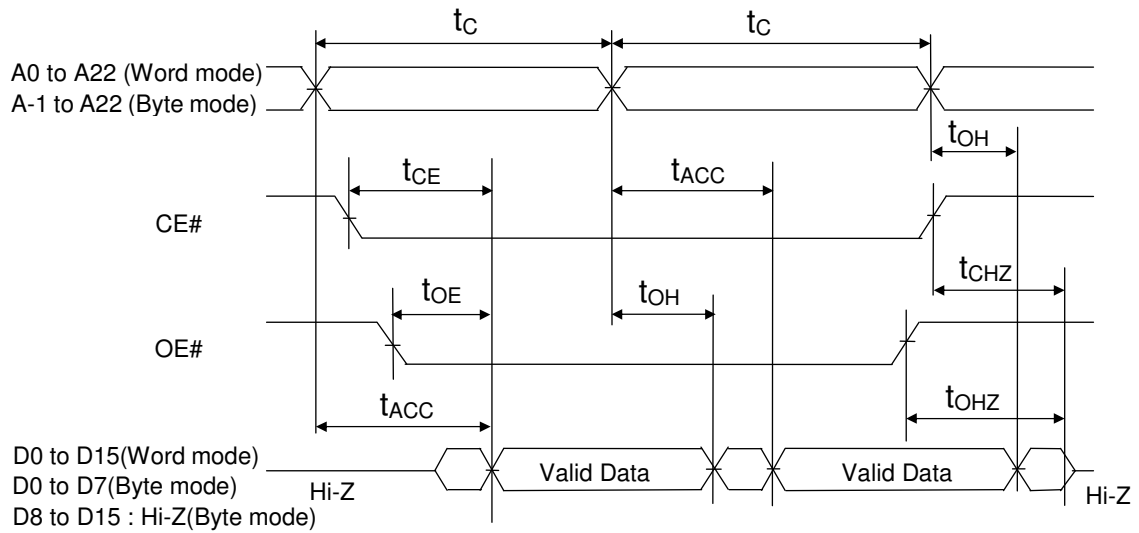 tC tC
A0 to A22 (Word mode)
A-1 to A22 (Byte mode)
tOH
tCE tACC
CE#
tCHZ
tOE tOH
OE#
tACC tOHZ
D0 to D15(Word mode)
D0 to D7(Byte mode)
Valid Data Valid Data
Hi-Z Hi-Z
D8 to D15 : Hi-Z(Byte mode)